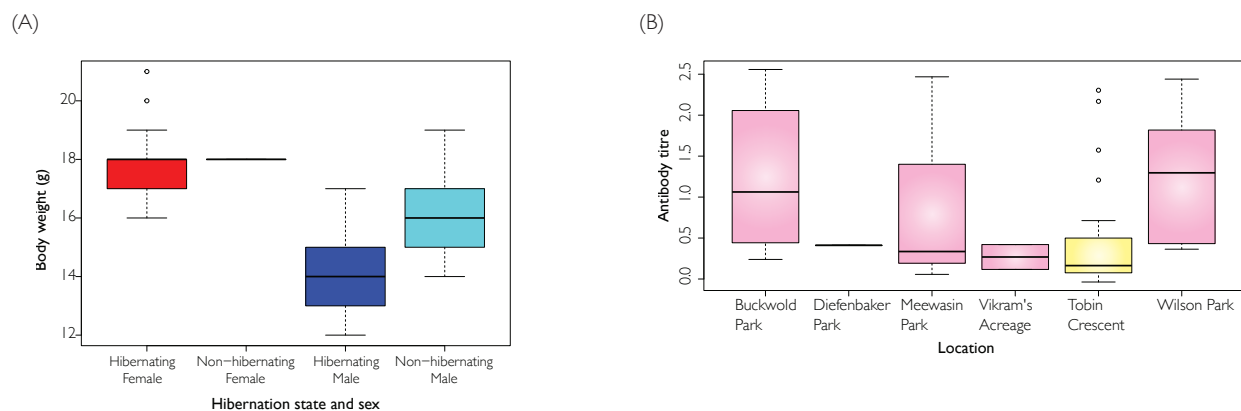 (A)
(B)
Body weight (g)
20
18
16
14
12
Hibernating Female
Non-hibernating Female
Hibernating Male
Non-hibernating Male
Hibernation state and sex
Antibody titre
2.5
2.0
1.5
1.0
0.5
0.0
Buckwold Park
Diefenbaker Park
Meewasin Park
Vikram's Acreage
Tobin Crescent
Wilson Park
Location